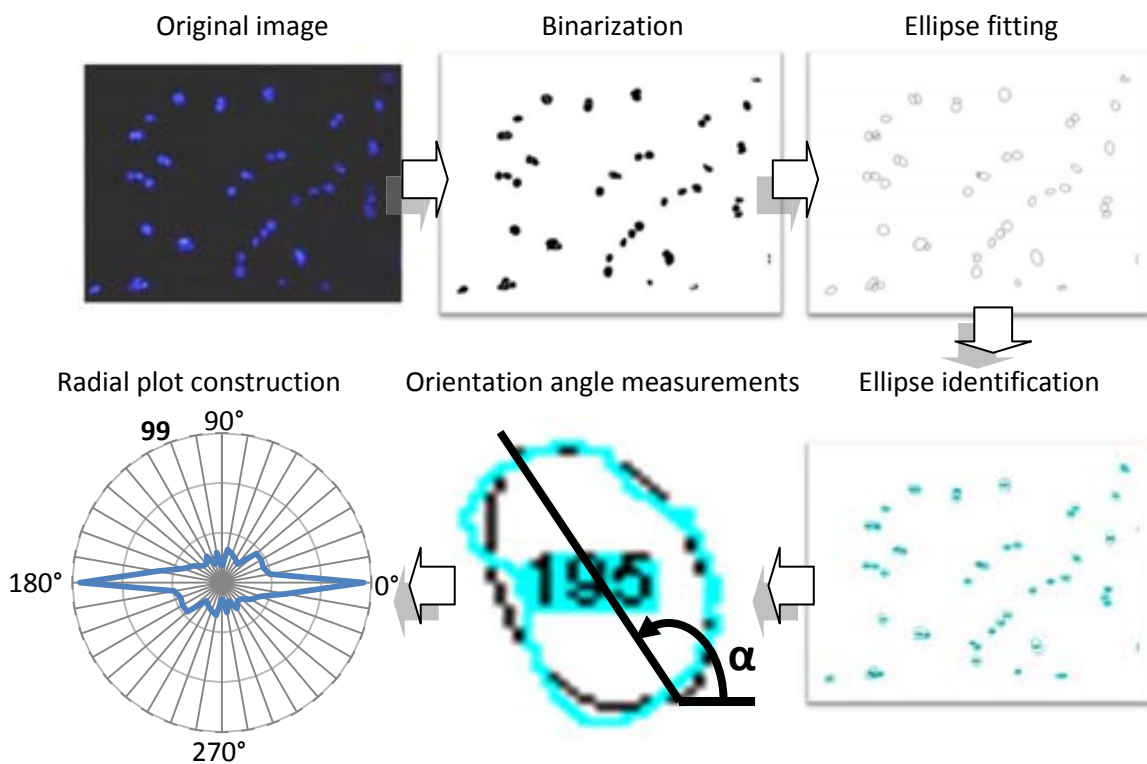 Original image
Binarization
Ellipse fitting
Radial plot construction
Orientation angle measurements
Ellipse identification
99
90°
180°
0°
270°
195
α